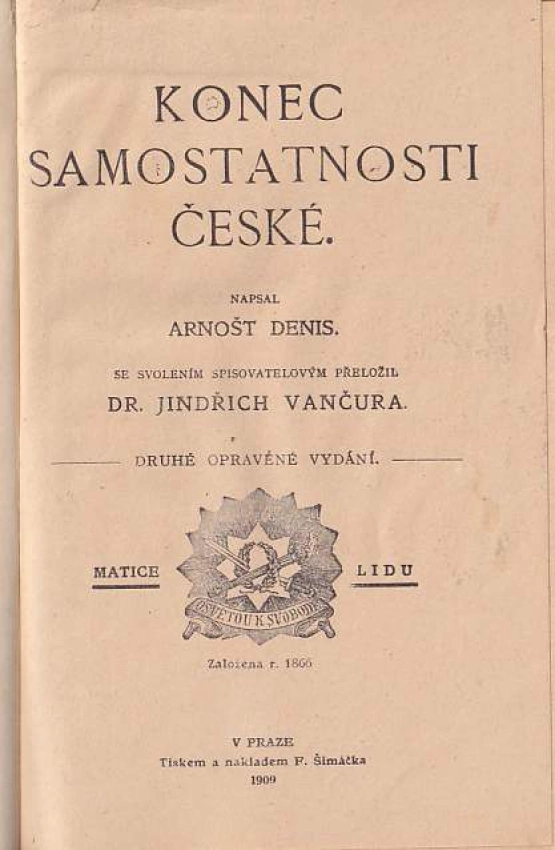 KONEC
SAMOSTATNOSTI
ČESKÉ.
NAPSAL
ARNOŠT DENIS.
SE SVOLENÍM SPISOVATELOVÝM PŘELOŽIL
DR. JINDŘICH VANČURA.
DRUHÉ OPRAVENÉ VYDÁNÍ.
MATICE LIDU
OSVĚTOU K SVOBODĚ
Založena r. 1866
V PRAZE
Tiskem a nakladem F. Šimáčka
1909